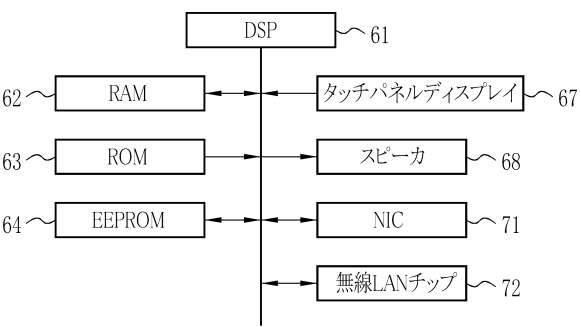 DSP 61
RAM 62
タッチパネルディスプレイ 67
ROM 63
スピーカ 68
EEPROM 64
NIC 71
無線LANチップ 72